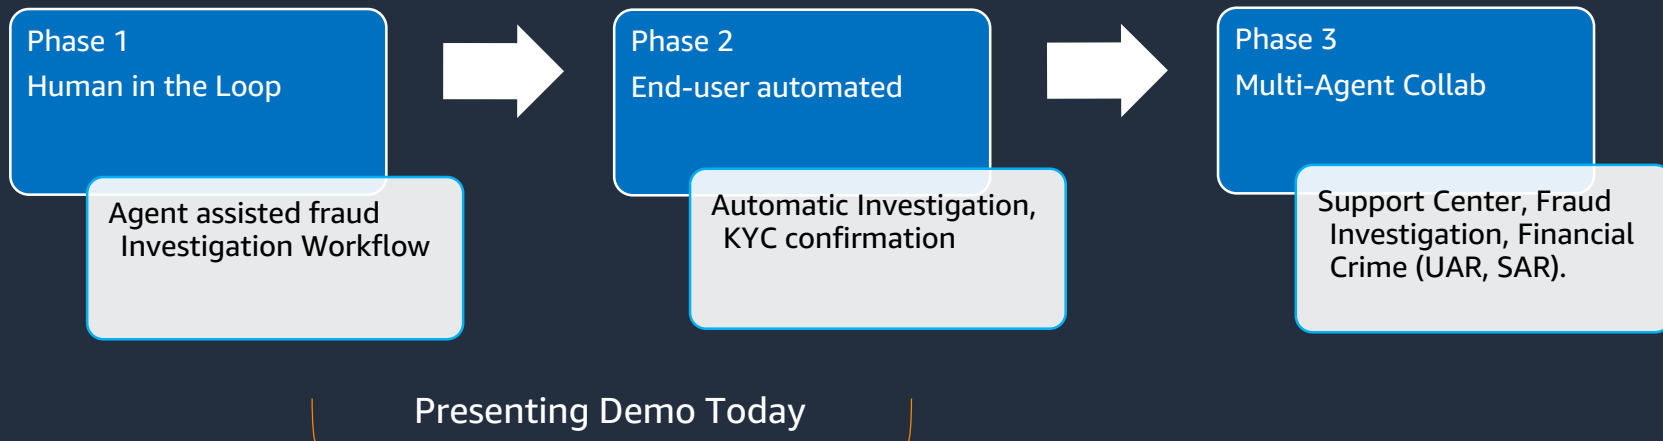 Phase 1
Human in the Loop
Agent assisted fraud
Investigation Workflow
Phase 2
End-user automated
Automatic Investigation,
KYC confirmation
Phase 3
Multi-Agent Collab
Support Center, Fraud
Investigation, Financial
Crime (UAR, SAR).
Presenting Demo Today